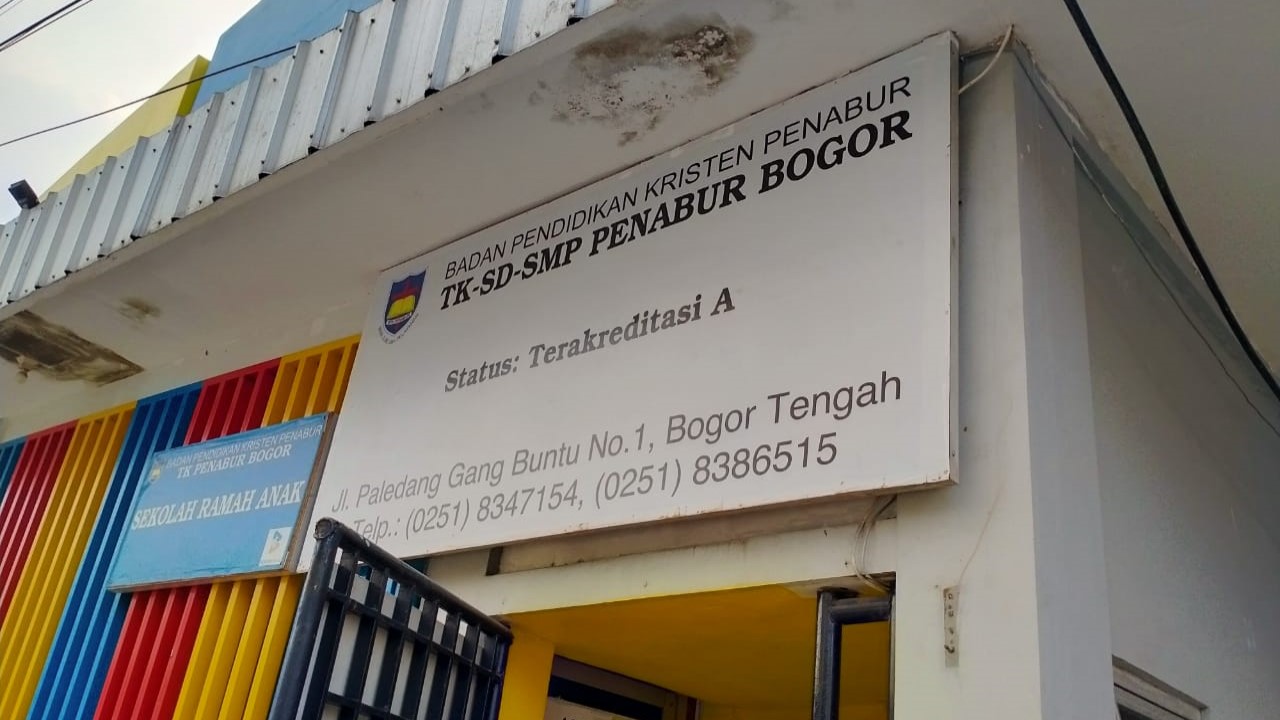 BADAN PENDIDIKAN KRISTEN PENABUR
TK-SD-SMP PENABUR BOGOR
Status: Terakreditasi A
Jl. Paledang Gang Buntu No.1, Bogor Tengah
Telp.: (0251) 8347154, (0251) 8386515
BADAN PENDIDIKAN KRISTEN PENABUR
TK PENABUR BOGOR
SEKOLAH RAMAH ANAK